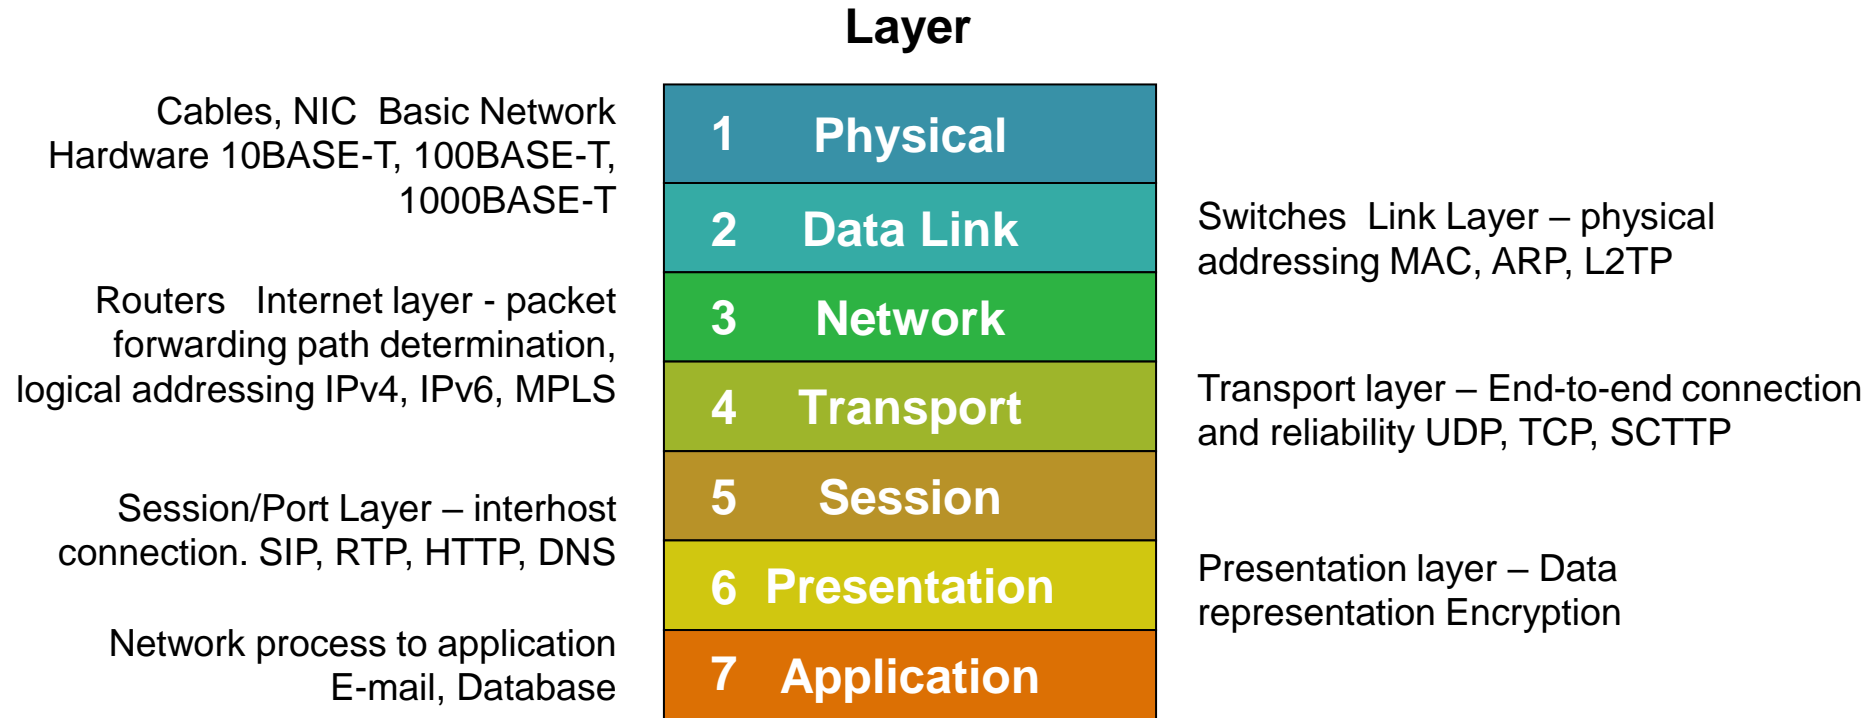 Layer
Cables, NIC  Basic Network
Hardware 10BASE-T, 100BASE-T,
1000BASE-T
1 Physical
2 Data Link
Switches  Link Layer – physical
addressing MAC, ARP, L2TP
Routers   Internet layer - packet
forwarding path determination,
logical addressing IPv4, IPv6, MPLS
3 Network
4 Transport
Transport layer – End-to-end connection
and reliability UDP, TCP, SCTTP
Session/Port Layer – interhost
connection. SIP, RTP, HTTP, DNS
5 Session
6 Presentation
Presentation layer – Data
representation Encryption
Network process to application
E-mail, Database
7 Application